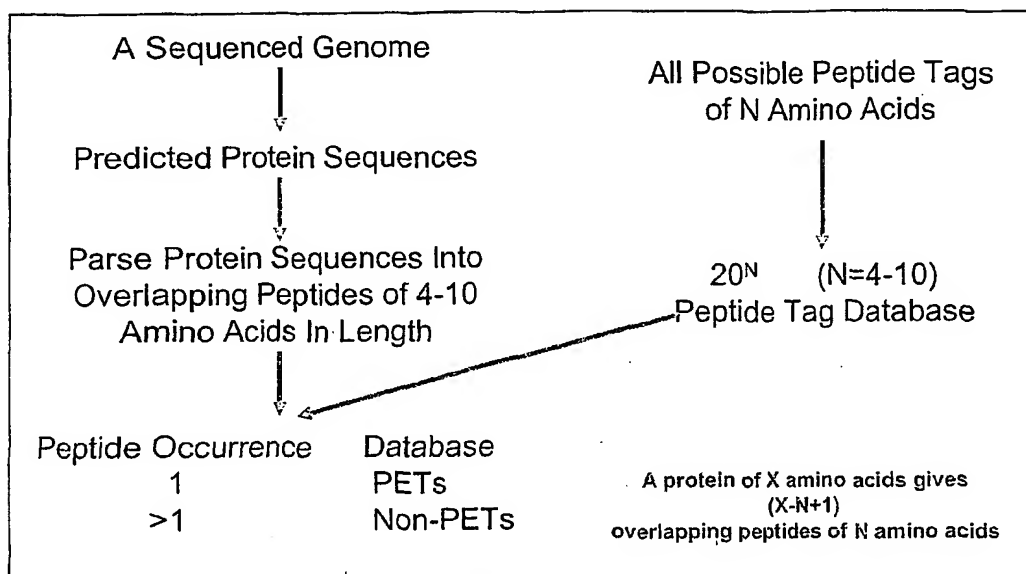 A Sequenced Genome
Predicted Protein Sequences
Parse Protein Sequences Into
Overlapping Peptides of 4-10
Amino Acids In Length
All Possible Peptide Tags
of N Amino Acids
20ᴺ (N=4-10)
Peptide Tag Database
Peptide Occurrence Database
1 PETs
>1 Non-PETs
A protein of X amino acids gives
(X-N+1)
overlapping peptides of N amino acids